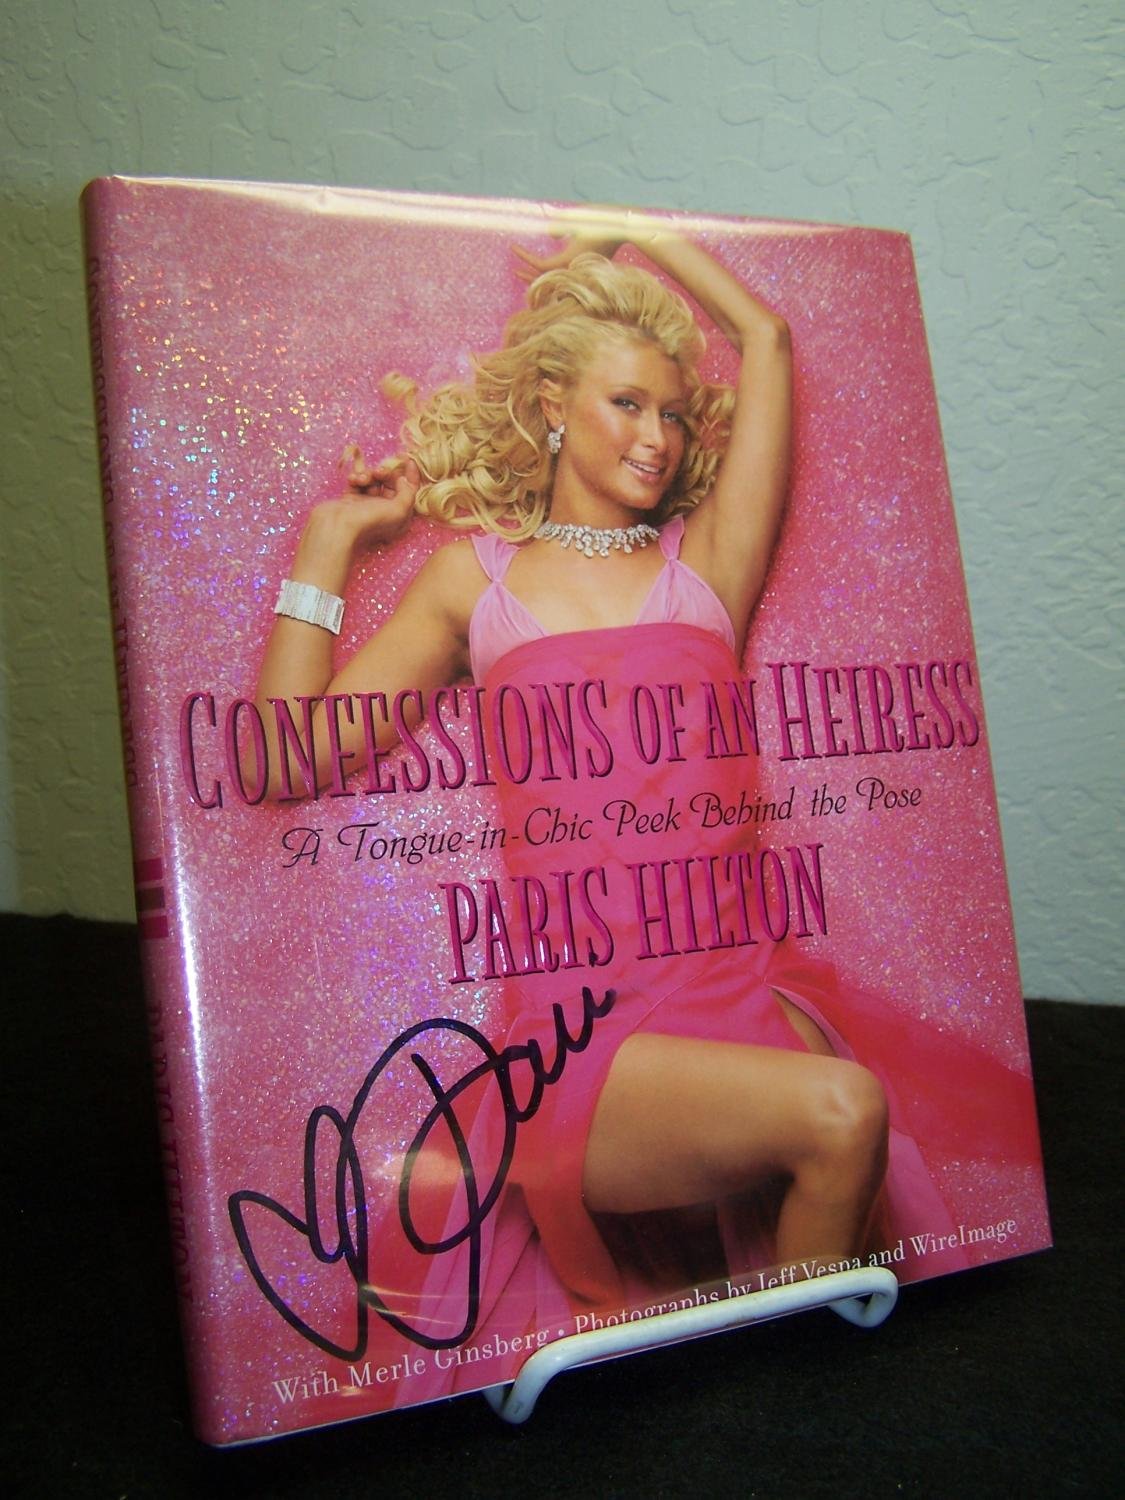 CONFESSIONS OF AN HEIRESS
A Tongue-in-Chic Peek Behind the Pose
PARIS HILTON
With Merle Ginsberg • Photographs by Jeff Vespa and WireImage